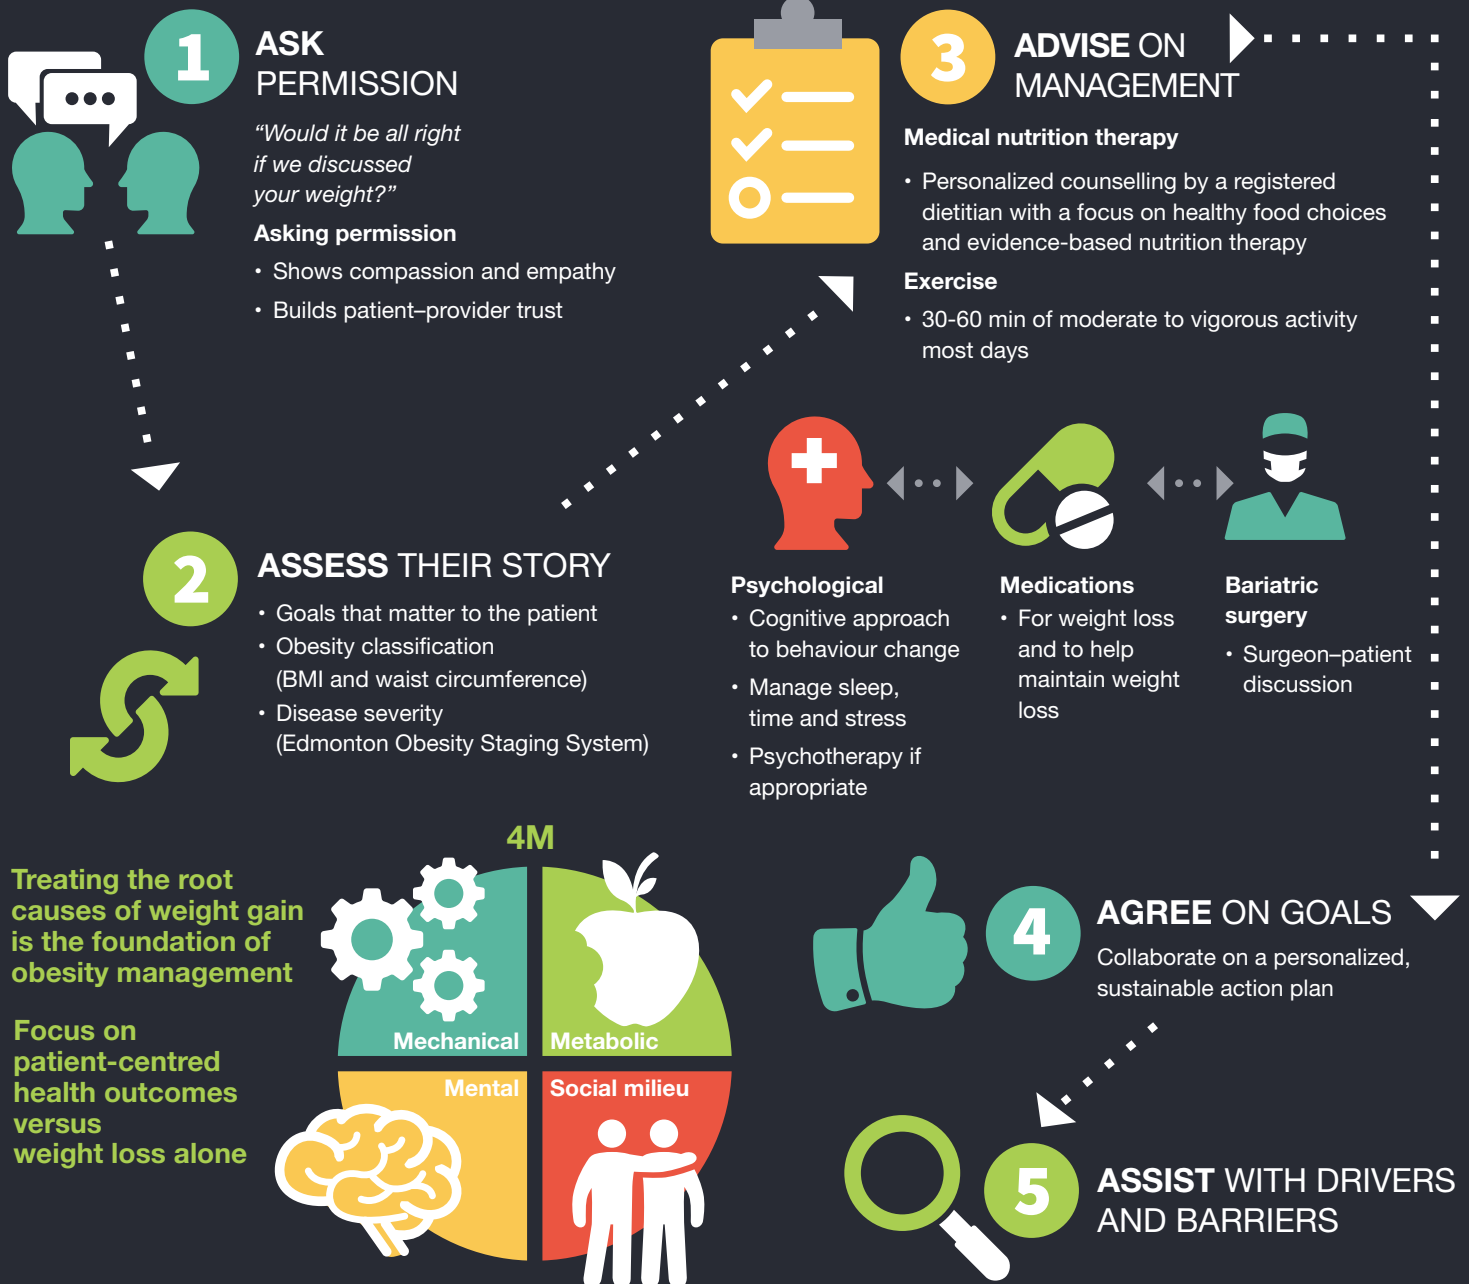 1
ASK
PERMISSION
“Would it be all right
if we discussed
your weight?”
Asking permission
• Shows compassion and empathy
• Builds patient–provider trust
2
ASSESS THEIR STORY
• Goals that matter to the patient
• Obesity classification
(BMI and waist circumference)
• Disease severity
(Edmonton Obesity Staging System)
Treating the root
causes of weight gain
is the foundation of
obesity management
Focus on
patient-centred
health outcomes
versus
weight loss alone
4M
Mechanical
Metabolic
Mental
Social milieu
3
ADVISE ON
MANAGEMENT
Medical nutrition therapy
• Personalized counselling by a registered
dietitian with a focus on healthy food choices
and evidence-based nutrition therapy
Exercise
• 30-60 min of moderate to vigorous activity
most days
Psychological
• Cognitive approach
to behaviour change
• Manage sleep,
time and stress
• Psychotherapy if
appropriate
Medications
• For weight loss
and to help
maintain weight
loss
Bariatric
surgery
• Surgeon–patient
discussion
4
AGREE ON GOALS
Collaborate on a personalized,
sustainable action plan
5
ASSIST WITH DRIVERS
AND BARRIERS